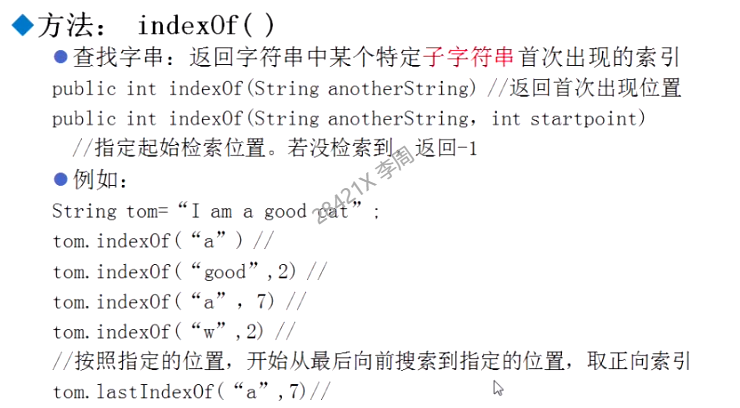 方法： indexOf( )
查找字串：返回字符串中某个特定子字符串首次出现的索引
public int indexOf(String anotherString) //返回首次出现位置
public int indexOf(String anotherString, int startpoint)
//指定起始检索位置。若没检索到，返回-1
例如：
String tom=“I am a good cat”;
tom.indexOf(“a”) //
tom.indexOf(“good”,2) //
tom.indexOf(“a”, 7) //
tom.indexOf(“w”,2) //
//按照指定的位置，开始从最后向前搜索到指定的位置，取正向索引
tom.lastIndexOf(“a”,7)//
28421X 李周